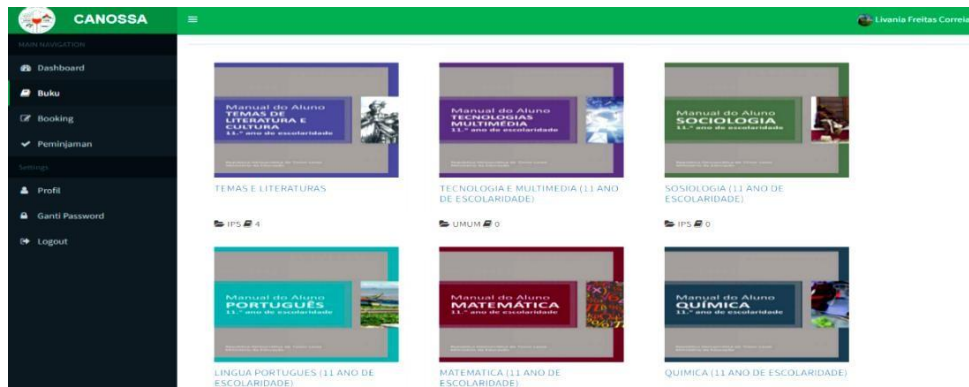 CANOSSA
Livania Freitas Correia
MAIN NAVIGATION
Dashboard
Buku
Booking
Peminjaman
Settings
Profil
Ganti Password
Logout
Manual do Aluno
TEMAS DE
LITERATURA E
CULTURA
11.º ano de escolaridade
TEMAS E LITERATURAS
IPS 4
Manual do Aluno
TECNOLOGIAS
MULTIMÉDIA
11.º ano de escolaridade
TECNOLOGIA E MULTIMEDIA (11 ANO
DE ESCOLARIDADE)
UMUM 0
Manual do Aluno
SOCIOLOGIA
11.º ano de escolaridade
SOSIOLOGIA (11 ANO DE
ESCOLARIDADE)
IPS 0
Manual do Aluno
PORTUGUÊS
11.º ano de escolaridade
LINGUA PORTUGUES (11 ANO DE
ESCOLARIDADE)
Manual do Aluno
MATEMÁTICA
11.º ano de escolaridade
MATEMATICA (11 ANO DE
ESCOLARIDADE)
Manual do Aluno
QUÍMICA
11.º ano de escolaridade
QUIMICA (11 ANO DE ESCOLARIDADE)